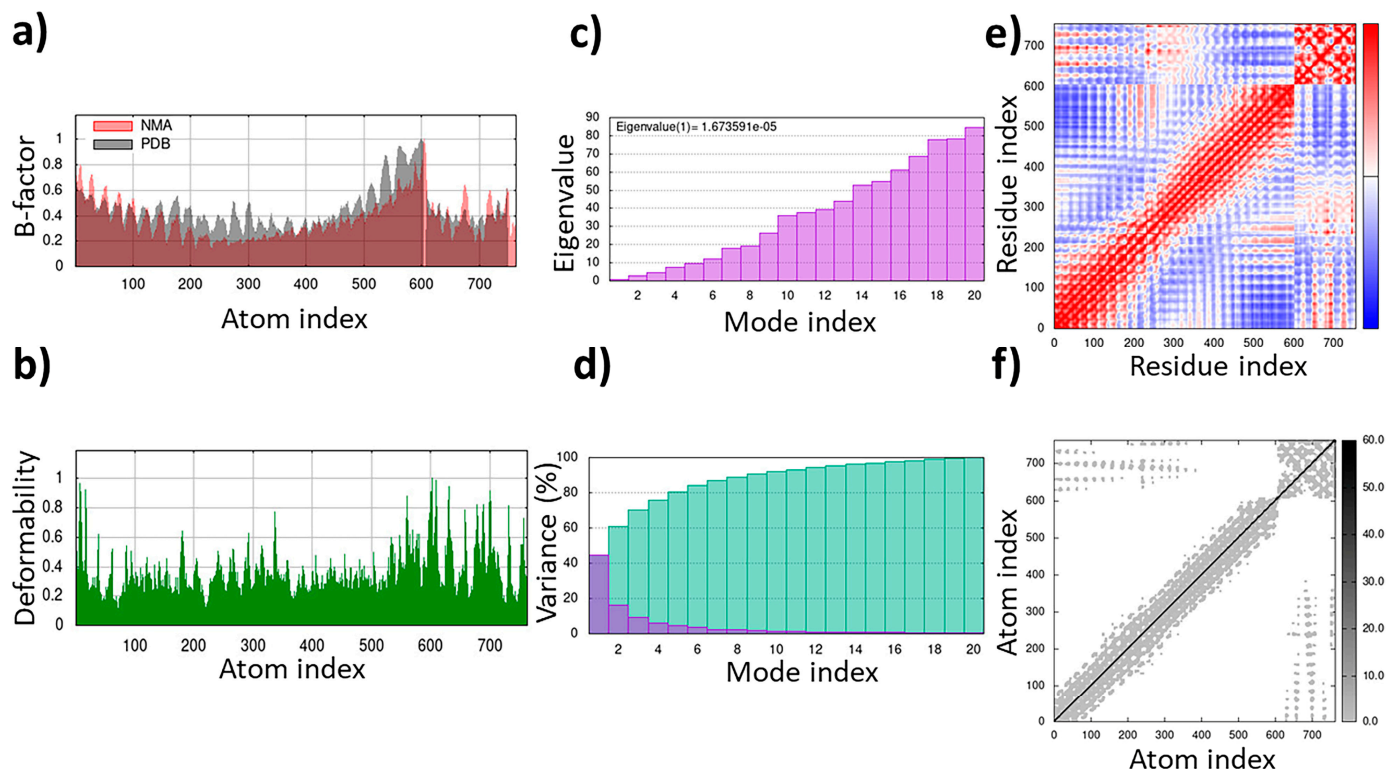 a)
B-factor
NMA
PDB
1
0.8
0.6
0.4
0.2
0
100 200 300 400 500 600 700
Atom index
b)
Deformability
1
0.8
0.6
0.4
0.2
0
100 200 300 400 500 600 700
Atom index
c)
Eigenvalue
Eigenvalue(1)= 1.673591e-05
90
80
70
60
50
40
30
20
10
0
2 4 6 8 10 12 14 16 18 20
Mode index
d)
Variance (%)
100
80
60
40
20
0
2 4 6 8 10 12 14 16 18 20
Mode index
e)
Residue index
700
600
500
400
300
200
100
0
0 100 200 300 400 500 600 700
Residue index
f)
Atom index
700
600
500
400
300
200
100
0
0 100 200 300 400 500 600 700
Atom index
60.0
50.0
40.0
30.0
20.0
10.0
0.0